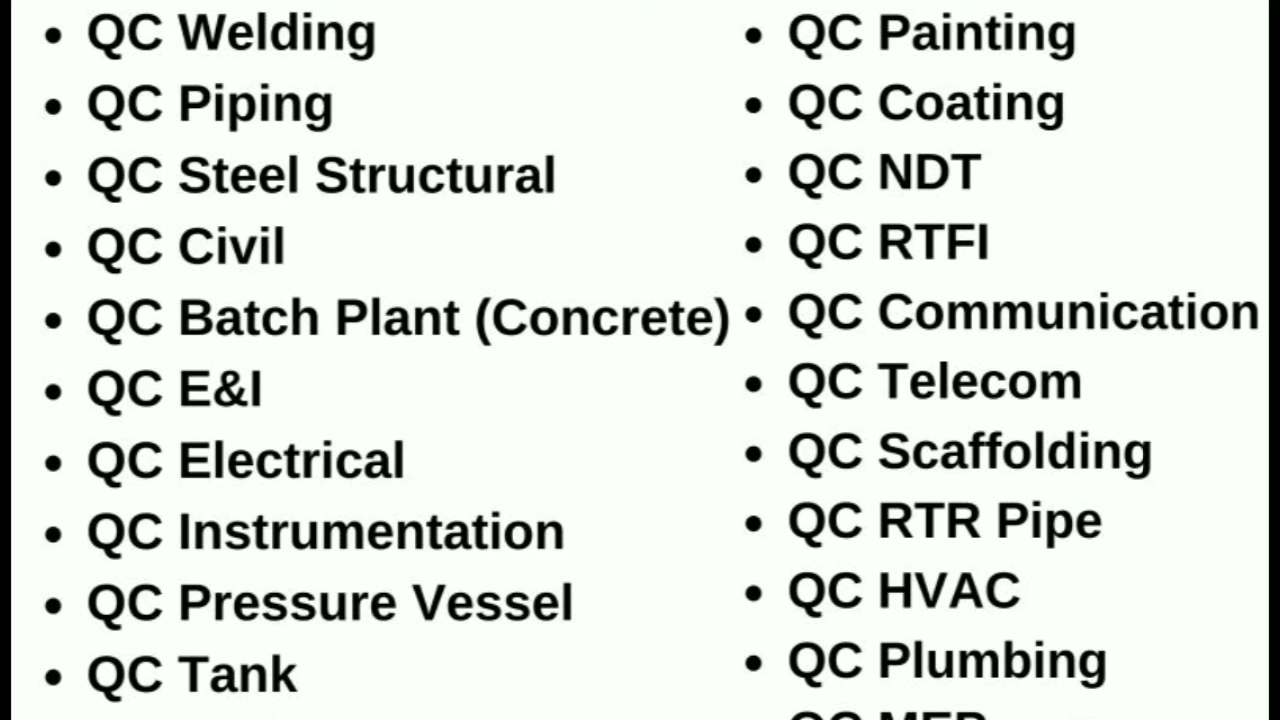 QC Welding
QC Piping
QC Steel Structural
QC Civil
QC Batch Plant (Concrete)
QC E&I
QC Electrical
QC Instrumentation
QC Pressure Vessel
QC Tank
QC Painting
QC Coating
QC NDT
QC RTFI
QC Communication
QC Telecom
QC Scaffolding
QC RTR Pipe
QC HVAC
QC Plumbing